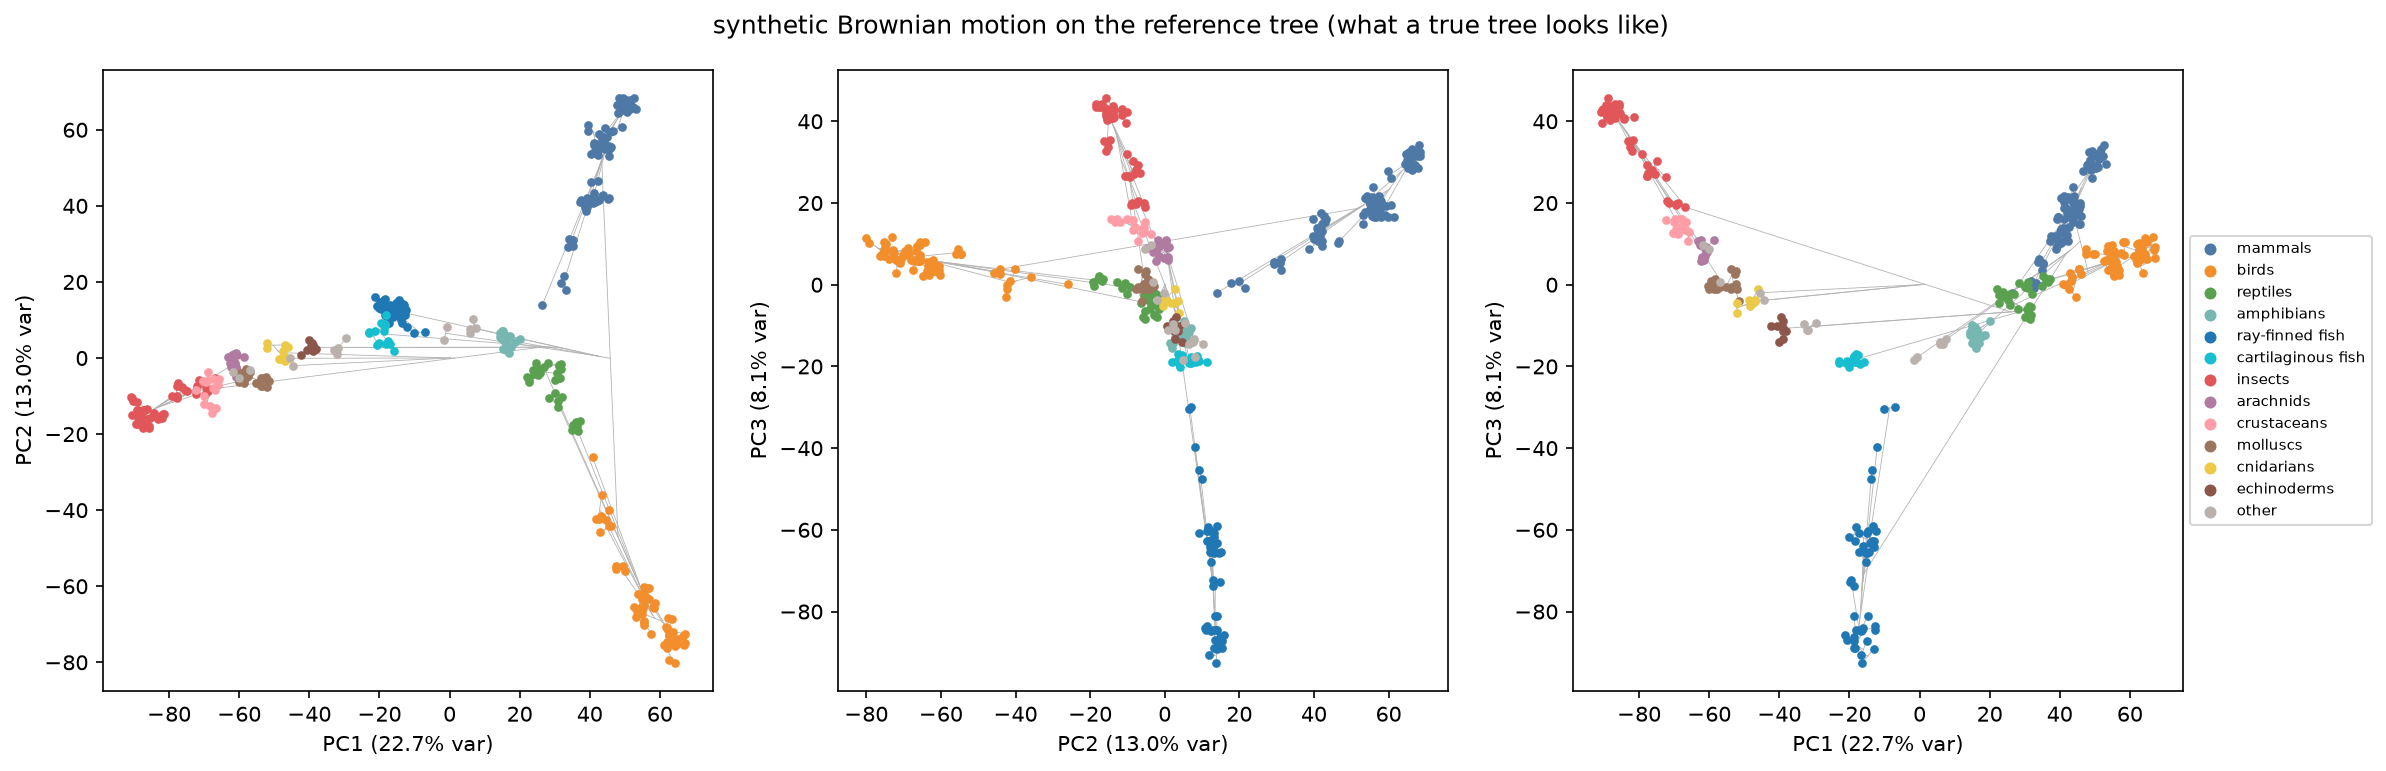 synthetic Brownian motion on the reference tree (what a true tree looks like)
PC2 (13.0% var)
60
40
20
0
−20
−40
−60
−80
−80
−60
−40
−20
0
20
40
60
PC1 (22.7% var)
PC3 (8.1% var)
40
20
0
−20
−40
−60
−80
−80
−60
−40
−20
0
20
40
60
PC2 (13.0% var)
PC3 (8.1% var)
40
20
0
−20
−40
−60
−80
−80
−60
−40
−20
0
20
40
60
PC1 (22.7% var)
mammals
birds
reptiles
amphibians
ray-finned fish
cartilaginous fish
insects
arachnids
crustaceans
molluscs
cnidarians
echinoderms
other